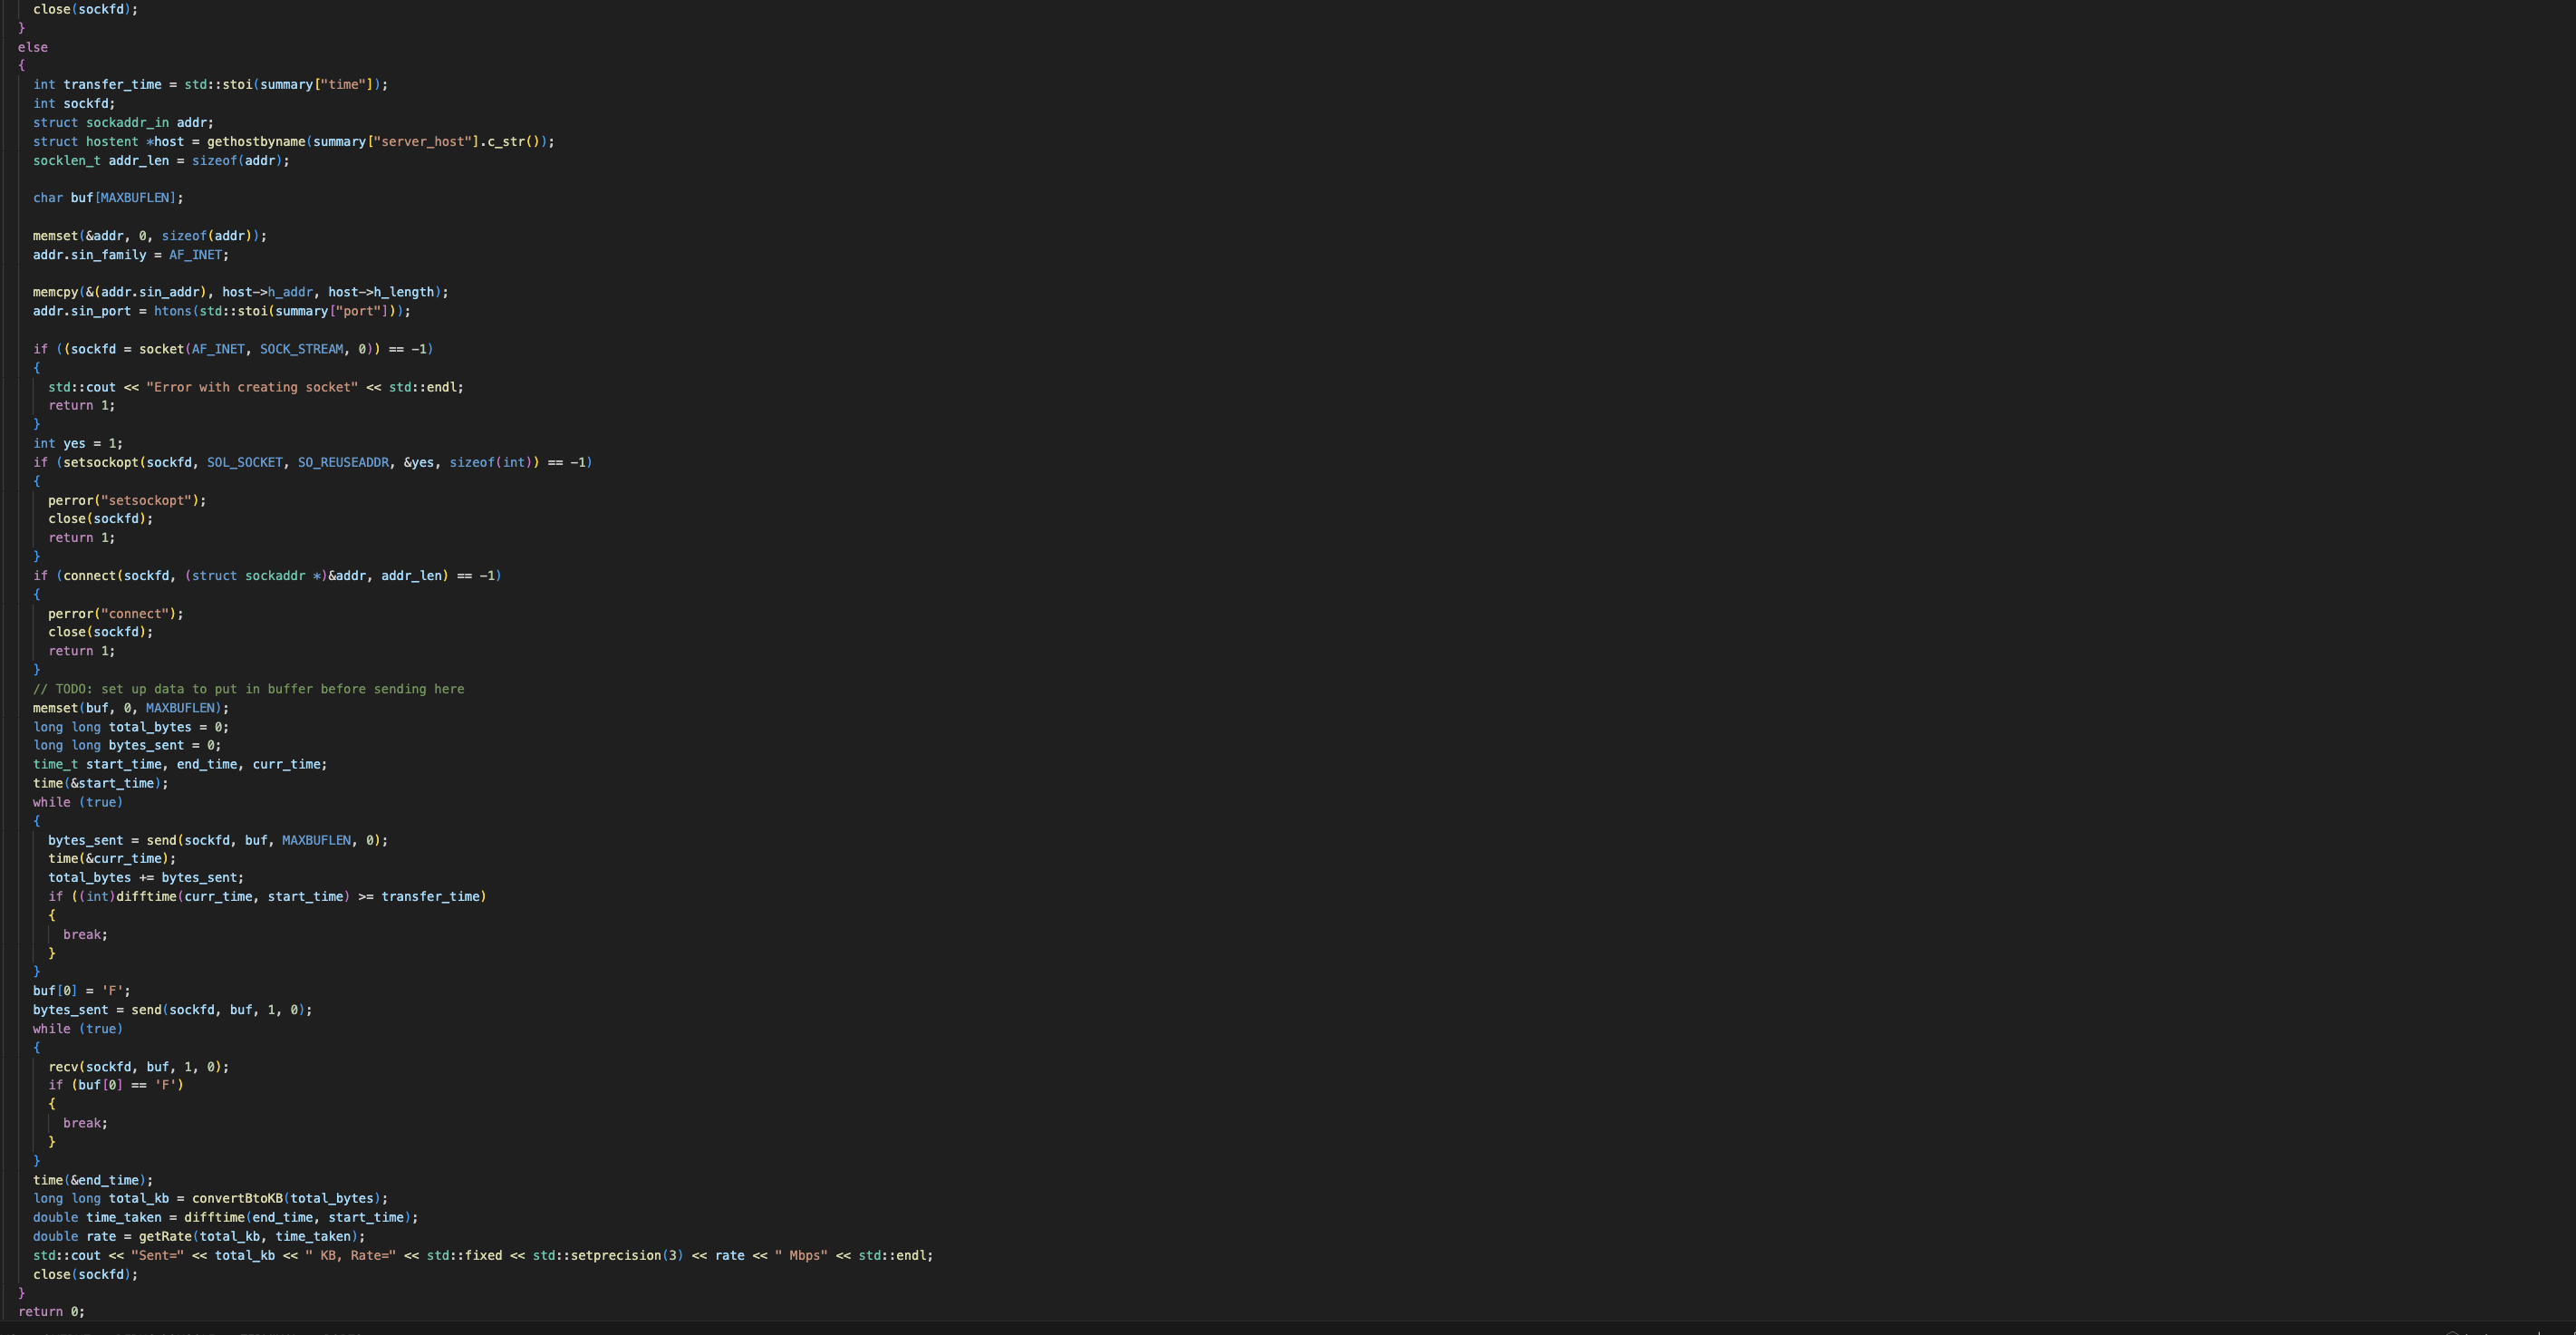 close(sockfd);
}
else
{
int transfer_time = std::stoi(summary["time"]);
int sockfd;
struct sockaddr_in addr;
struct hostent *host = gethostbyname(summary["server_host"].c_str());
socklen_t addr_len = sizeof(addr);
char buf[MAXBUFLEN];
memset(&addr, 0, sizeof(addr));
addr.sin_family = AF_INET;
memcpy(&(addr.sin_addr), host->h_addr, host->h_length);
addr.sin_port = htons(std::stoi(summary["port"]));
if ((sockfd = socket(AF_INET, SOCK_STREAM, 0)) == -1)
{
std::cout << "Error with creating socket" << std::endl;
return 1;
}
int yes = 1;
if (setsockopt(sockfd, SOL_SOCKET, SO_REUSEADDR, &yes, sizeof(int)) == -1)
{
perror("setsockopt");
close(sockfd);
return 1;
}
if (connect(sockfd, (struct sockaddr *)&addr, addr_len) == -1)
{
perror("connect");
close(sockfd);
return 1;
}
// TODO: set up data to put in buffer before sending here
memset(buf, 0, MAXBUFLEN);
long long total_bytes = 0;
long long bytes_sent = 0;
time_t start_time, end_time, curr_time;
time(&start_time);
while (true)
{
bytes_sent = send(sockfd, buf, MAXBUFLEN, 0);
time(&curr_time);
total_bytes += bytes_sent;
if ((int)difftime(curr_time, start_time) >= transfer_time)
{
break;
}
}
buf[0] = 'F';
bytes_sent = send(sockfd, buf, 1, 0);
while (true)
{
recv(sockfd, buf, 1, 0);
if (buf[0] == 'F')
{
break;
}
}
time(&end_time);
long long total_kb = convertBtoKB(total_bytes);
double time_taken = difftime(end_time, start_time);
double rate = getRate(total_kb, time_taken);
std::cout << "Sent=" << total_kb << " KB, Rate=" << std::fixed << std::setprecision(3) << rate << " Mbps" << std::endl;
close(sockfd);
}
return 0;